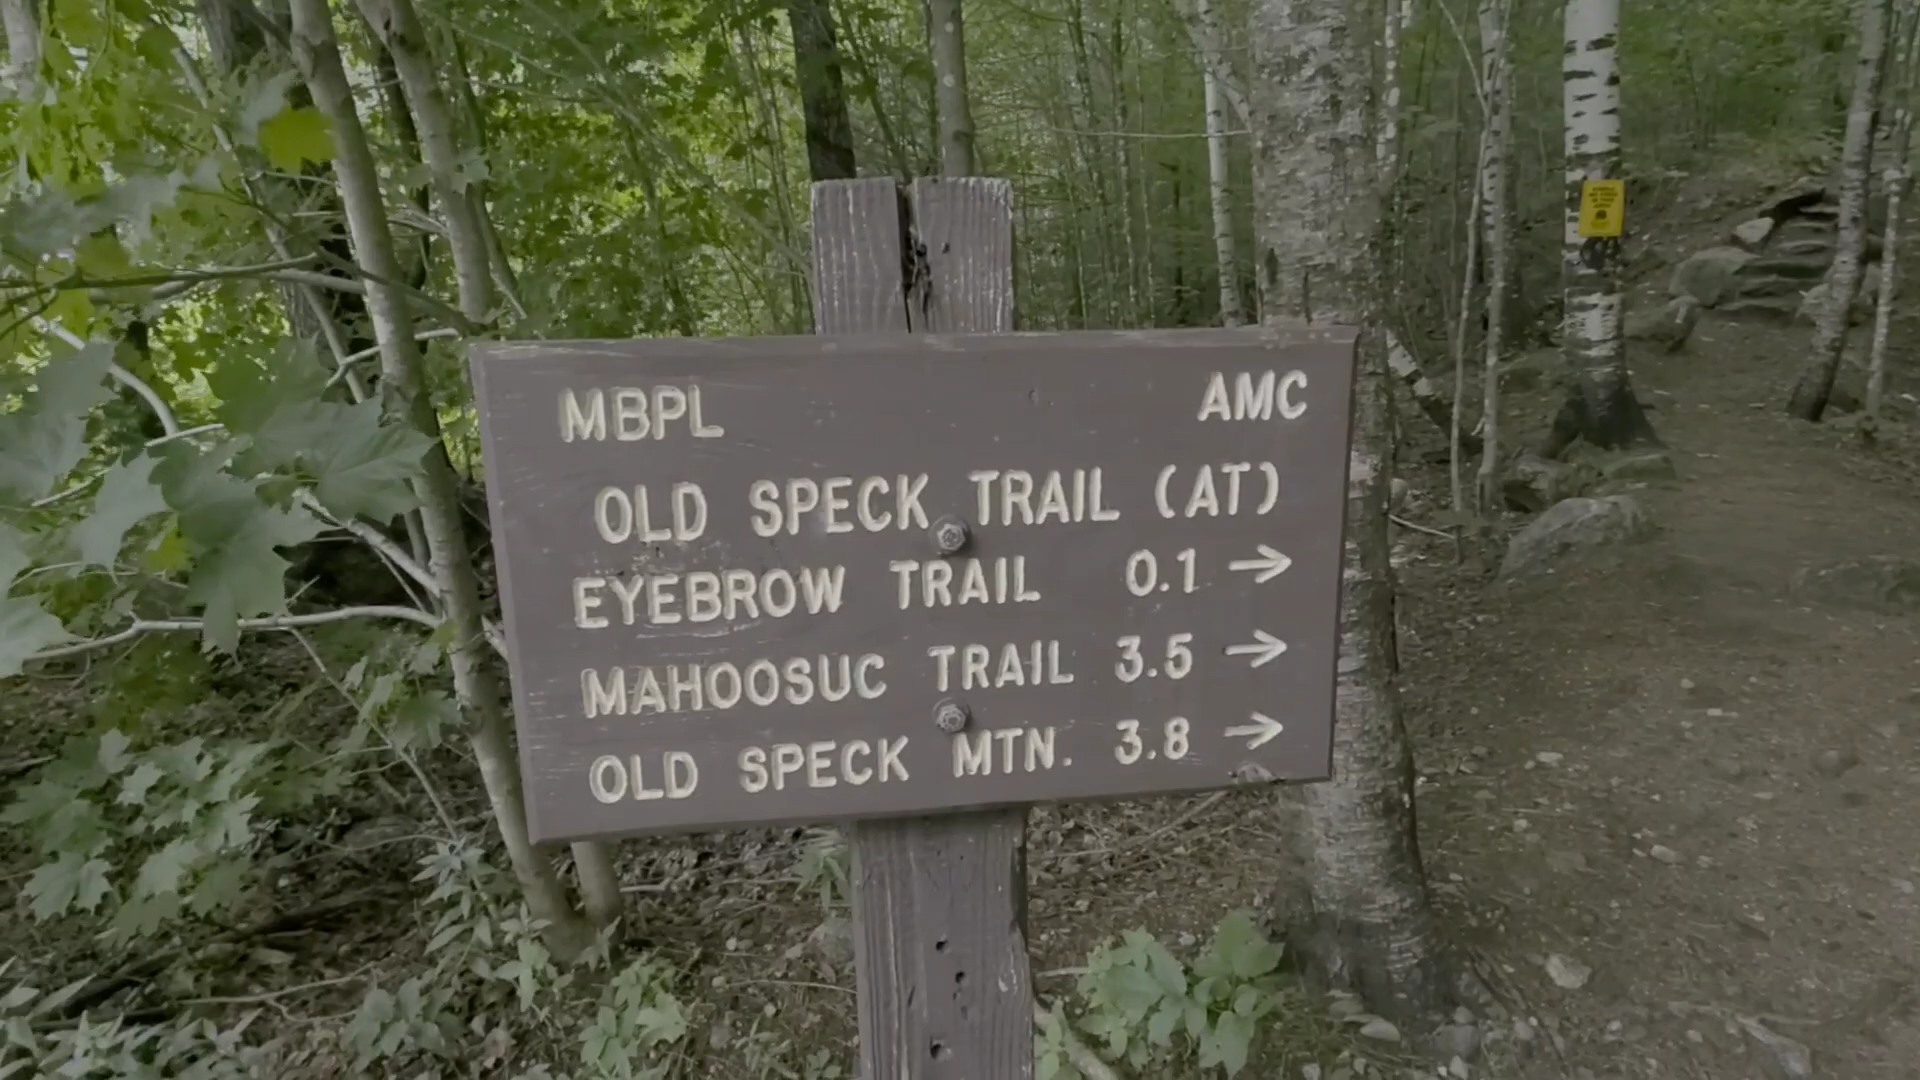 MBPL AMC
OLD SPECK TRAIL (AT)
EYEBROW TRAIL 0.1 →
MAHOOSUC TRAIL 3.5 →
OLD SPECK MTN. 3.8 →